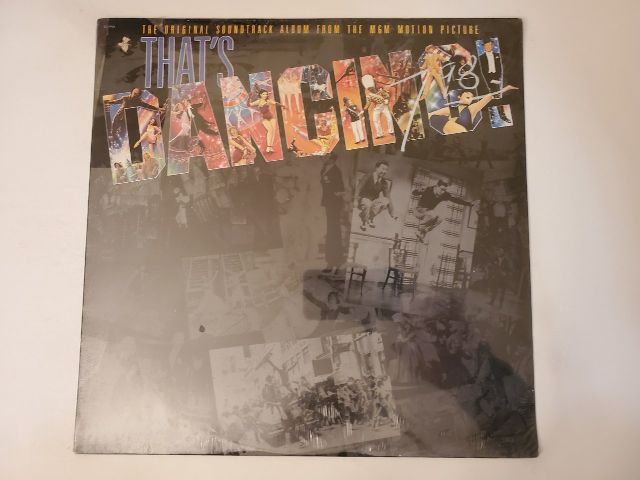 THE ORIGINAL SOUNDTRACK ALBUM FROM THE MGM MOTION PICTURE
THAT'S
DANCING!